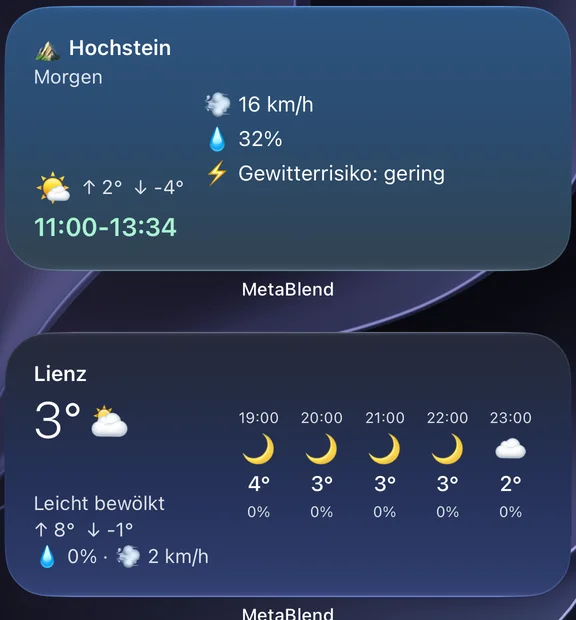 Hochstein
Morgen
16 km/h
32%
Gewitterrisiko: gering
↑ 2° ↓ -4°
11:00-13:34
MetaBlend
Lienz
3°
19:00 20:00 21:00 22:00 23:00
4° 3° 3° 3° 2°
0% 0% 0% 0% 0%
Leicht bewölkt
↑ 8° ↓ -1°
0% · 2 km/h
MetaBlend